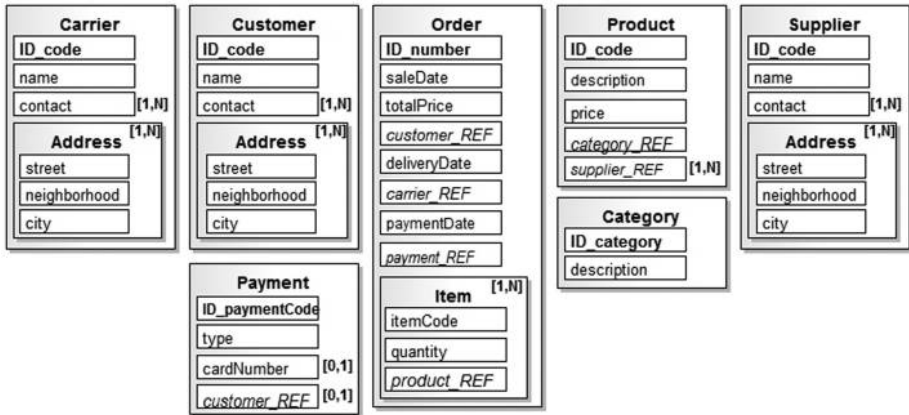 Carrier
ID_code
name
contact [1,N]
Address [1,N]
street
neighborhood
city
Customer
ID_code
name
contact [1,N]
Address [1,N]
street
neighborhood
city
Payment
ID_paymentCode
type
cardNumber [0,1]
customer_REF [0,1]
Order
ID_number
saleDate
totalPrice
customer_REF
deliveryDate
carrier_REF
paymentDate
payment_REF
Item [1,N]
itemCode
quantity
product_REF
Product
ID_code
description
price
category_REF
supplier_REF [1,N]
Category
ID_category
description
Supplier
ID_code
name
contact [1,N]
Address [1,N]
street
neighborhood
city